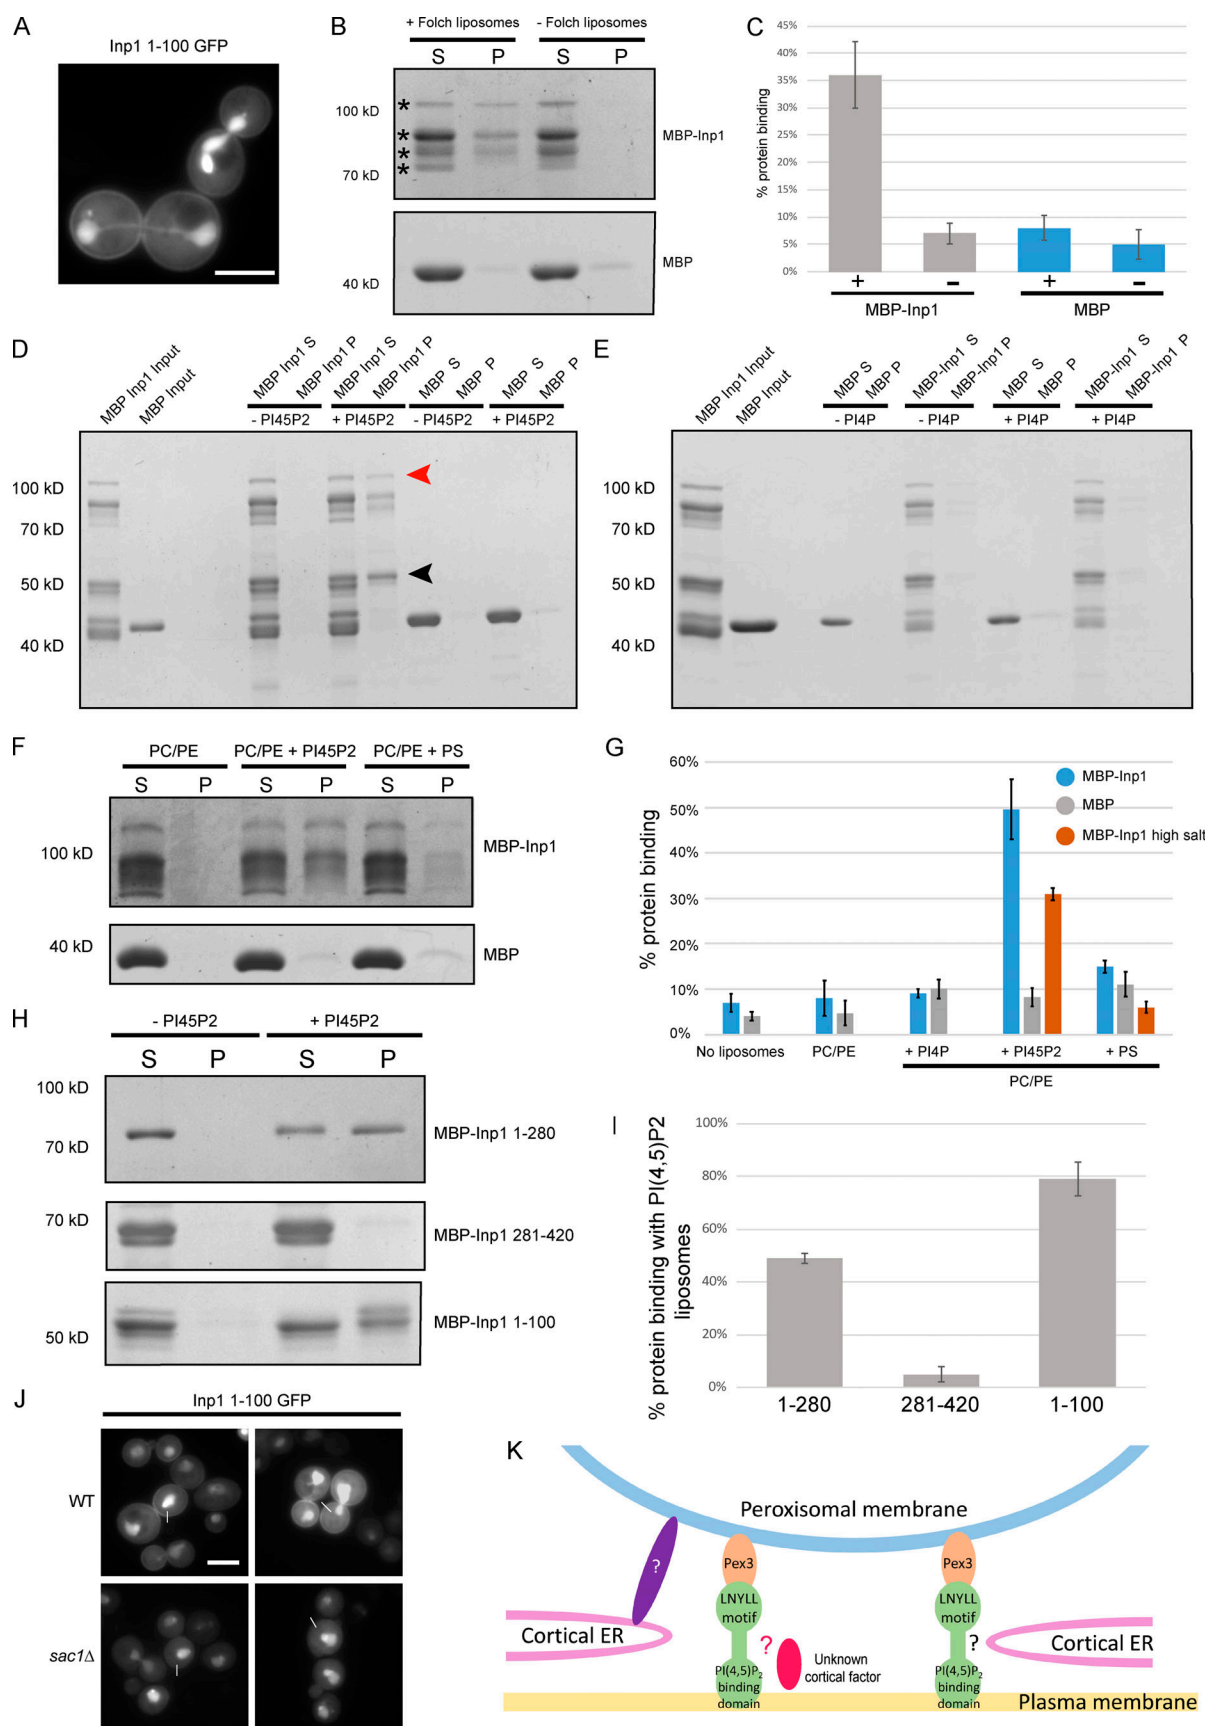 A
Inp1 1-100 GFP
B
+ Folch liposomes - Folch liposomes
S P S P
100 kD
70 kD
40 kD
*
*
*
*
MBP-Inp1
MBP
C
% protein binding
45%
40%
35%
30%
25%
20%
15%
10%
5%
0%
+ - + -
MBP-Inp1 MBP
D
MBP Inp1 Input
MBP Input
MBP Inp1 S
MBP Inp1 P
MBP Inp1 S
MBP Inp1 P
MBP S
MBP P
MBP S
MBP P
- PI45P2 + PI45P2 - PI45P2 + PI45P2
100 kD
70 kD
50 kD
40 kD
E
MBP Inp1 Input
MBP Input
MBP S
MBP P
MBP-Inp1 S
MBP-Inp1 P
MBP S
MBP P
MBP-Inp1 S
MBP-Inp1 P
- PI4P - PI4P + PI4P + PI4P
100 kD
70 kD
50 kD
40 kD
F
PC/PE PC/PE + PI45P2 PC/PE + PS
S P S P S P
100 kD
40 kD
MBP-Inp1
MBP
G
% protein binding
60%
50%
40%
30%
20%
10%
0%
MBP-Inp1
MBP
MBP-Inp1 high salt
No liposomes PC/PE + PI4P + PI45P2 + PS
PC/PE
H
- PI45P2 + PI45P2
S P S P
100 kD
70 kD
MBP-Inp1 1-280
70 kD
MBP-Inp1 281-420
50 kD
MBP-Inp1 1-100
I
% protein binding with PI(4,5)P2
liposomes
100%
80%
60%
40%
20%
0%
1-280 281-420 1-100
J
Inp1 1-100 GFP
WT
sac1Δ
K
Peroxisomal membrane
?
Pex3
LNYLL
motif
PI(4,5)P2
binding
domain
?
Unknown
cortical factor
Pex3
LNYLL
motif
?
PI(4,5)P2
binding
domain
Cortical ER
Cortical ER
Plasma membrane